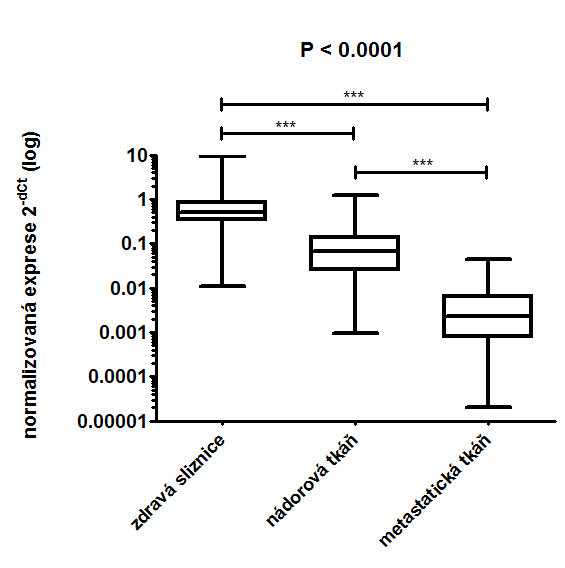 P < 0.0001
***
***
***
normalizovaná exprese 2^-dCt (log)
10
1
0.1
0.01
0.001
0.0001
0.00001
zdravá sliznice
nádorová tkáň
metastatická tkáň